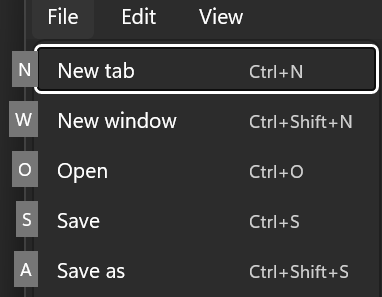 File Edit View
N New tab Ctrl+N
W New window Ctrl+Shift+N
O Open Ctrl+O
S Save Ctrl+S
A Save as Ctrl+Shift+S